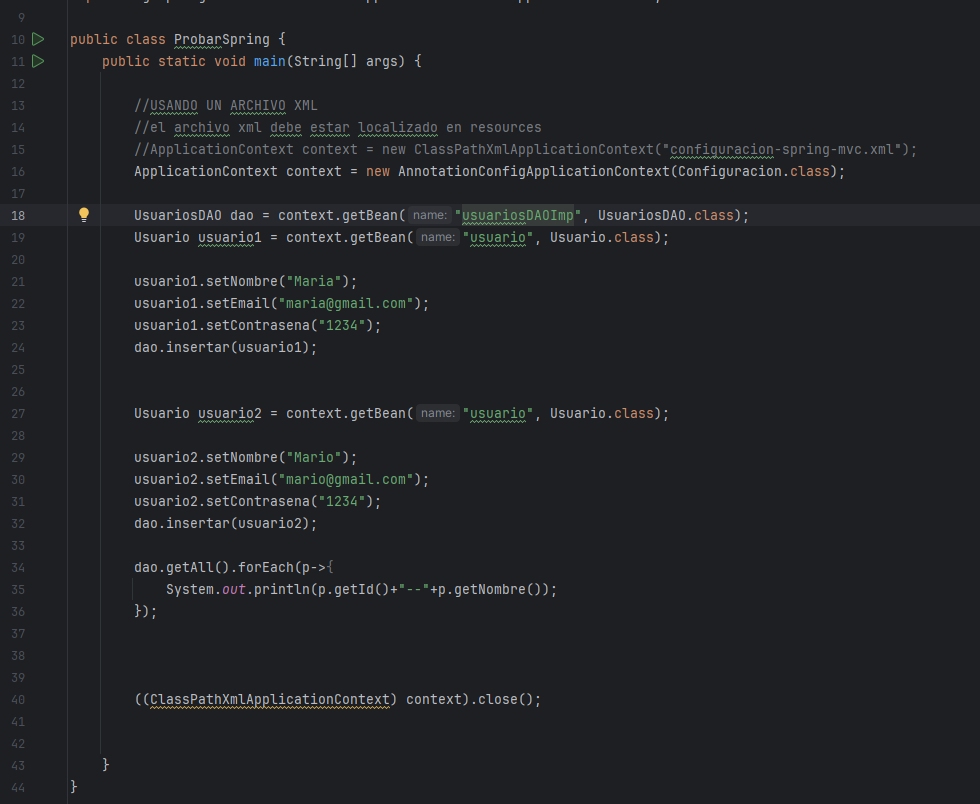 9
10 public class ProbarSpring {
11 public static void main(String[] args) {
12
13 //USANDO UN ARCHIVO XML
14 //el archivo xml debe estar localizado en resources
15 //ApplicationContext context = new ClassPathXmlApplicationContext("configuracion-spring-mvc.xml");
16 ApplicationContext context = new AnnotationConfigApplicationContext(Configuracion.class);
17
18 UsuariosDAO dao = context.getBean( name: "usuariosDAOImp", UsuariosDAO.class);
19 Usuario usuario1 = context.getBean( name: "usuario", Usuario.class);
20
21 usuario1.setNombre("Maria");
22 usuario1.setEmail("maria@gmail.com");
23 usuario1.setContrasena("1234");
24 dao.insertar(usuario1);
25
26
27 Usuario usuario2 = context.getBean( name: "usuario", Usuario.class);
28
29 usuario2.setNombre("Mario");
30 usuario2.setEmail("mario@gmail.com");
31 usuario2.setContrasena("1234");
32 dao.insertar(usuario2);
33
34 dao.getAll().forEach(p->{
35 System.out.println(p.getId()+"--"+p.getNombre());
36 });
37
38
39
40 ((ClassPathXmlApplicationContext) context).close();
41
42
43 }
44 }